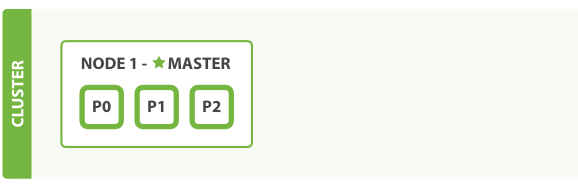 CLUSTER
NODE 1 - ★ MASTER
P0 P1 P2